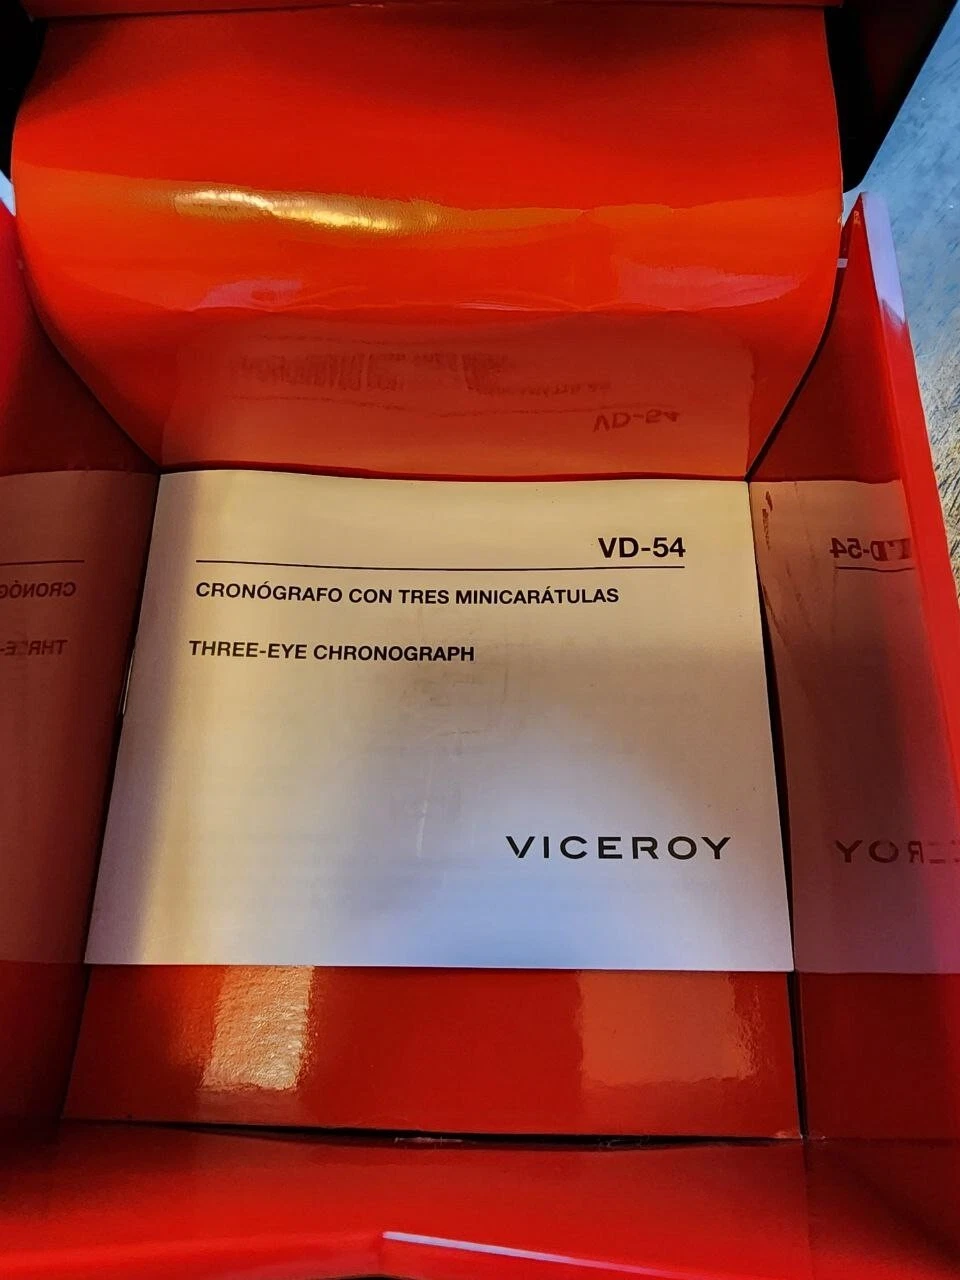 VD-54
CRONÓGRAFO CON TRES MINICARÁTULAS
THREE-EYE CHRONOGRAPH
VICEROY